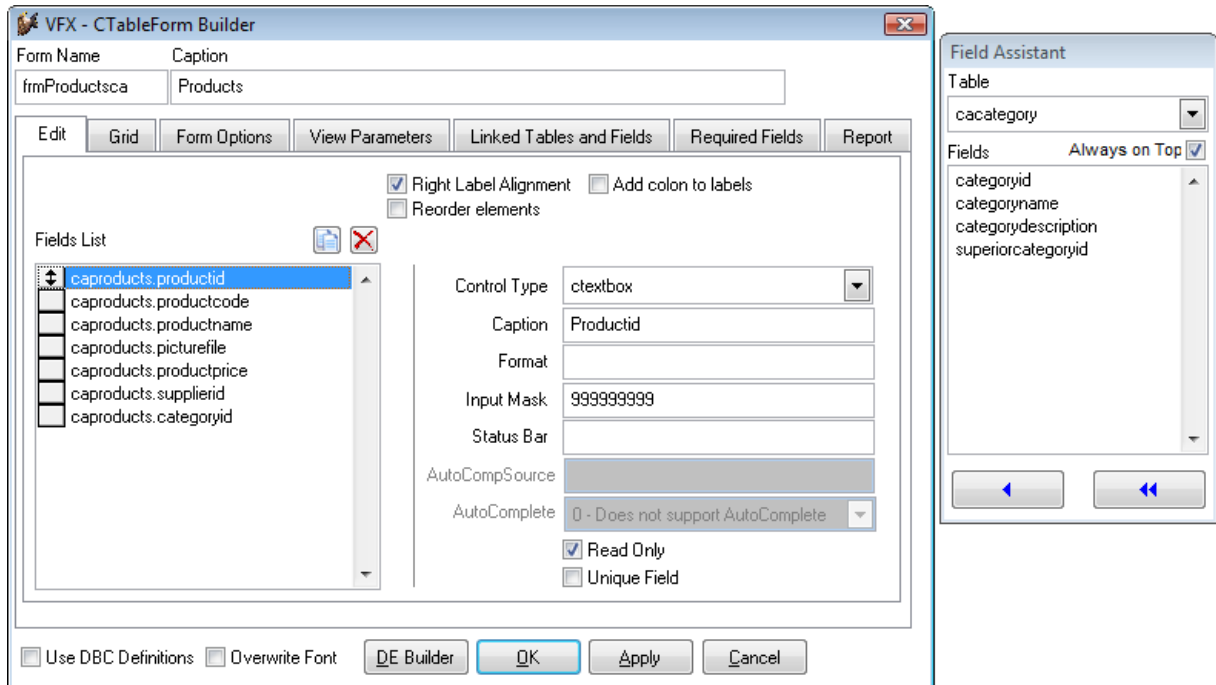 VFX - CTableForm Builder
Form Name Caption
frmProductsca Products
Edit Grid Form Options View Parameters Linked Tables and Fields Required Fields Report
Right Label Alignment Add colon to labels
Reorder elements
Fields List
caproducts.productid
caproducts.productcode
caproducts.productname
caproducts.picturefile
caproducts.productprice
caproducts.supplierid
caproducts.categoryid
Control Type ctextbox
Caption Productid
Format
Input Mask 999999999
Status Bar
AutoCompSource
AutoComplete 0 - Does not support AutoComplete
Read Only
Unique Field
Use DBC Definitions Overwrite Font DE Builder OK Apply Cancel
Field Assistant
Table
cacategory
Fields Always on Top
categoryid
categoryname
categorydescription
superiorcategoryid